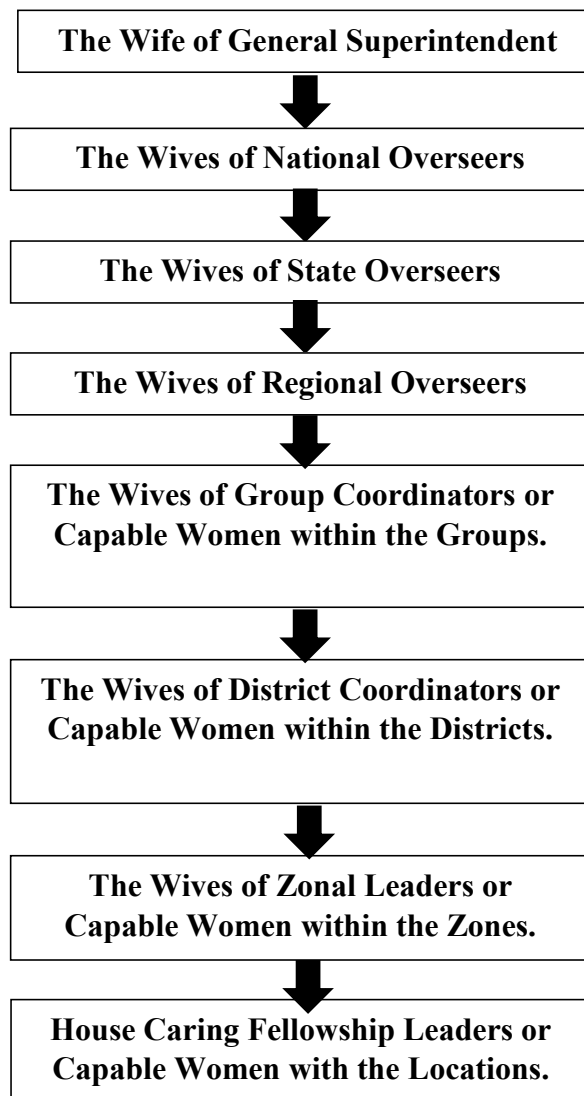 The Wife of General Superintendent
The Wives of National Overseers
The Wives of State Overseers
The Wives of Regional Overseers
The Wives of Group Coordinators or
Capable Women within the Groups.
The Wives of District Coordinators or
Capable Women within the Districts.
The Wives of Zonal Leaders or
Capable Women within the Zones.
House Caring Fellowship Leaders or
Capable Women with the Locations.